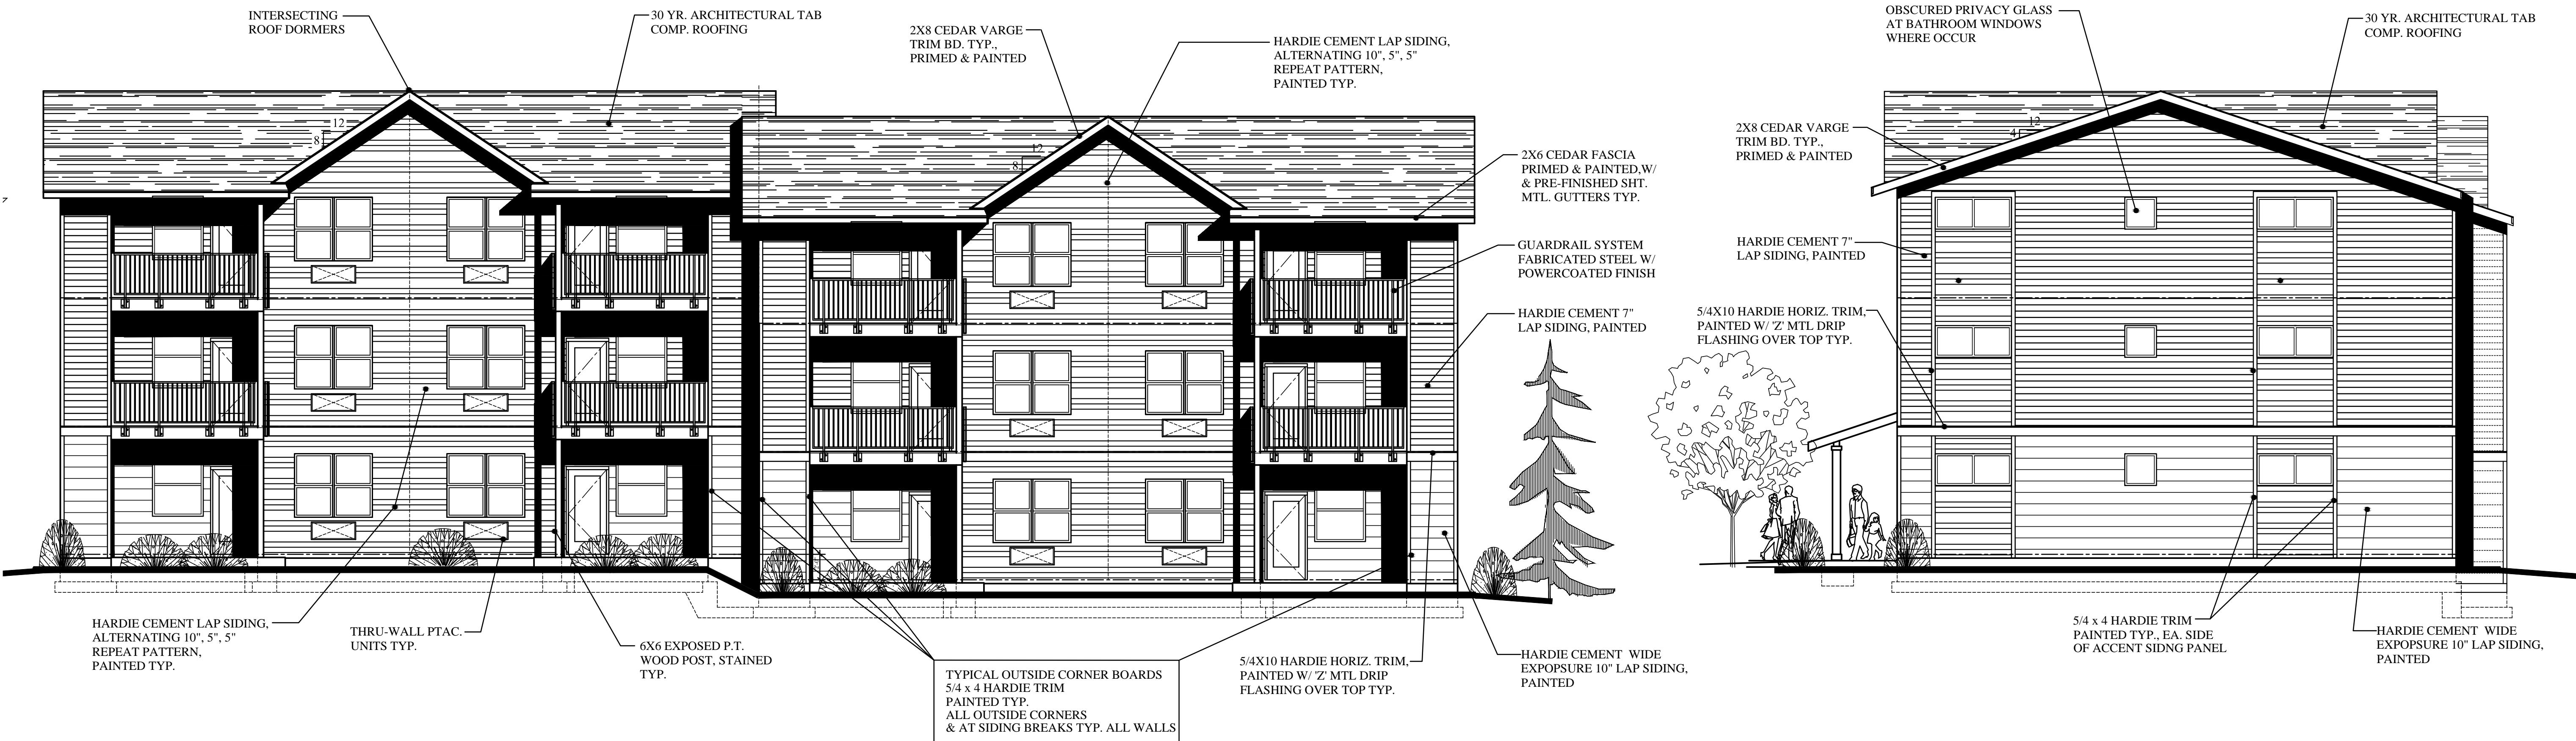 INTERSECTING
ROOF DORMERS
30 YR. ARCHITECTURAL TAB
COMP. ROOFING
2X8 CEDAR VARGE
TRIM BD. TYP.,
PRIMED & PAINTED
HARDIE CEMENT LAP SIDING,
ALTERNATING 10", 5", 5"
REPEAT PATTERN,
PAINTED TYP.
OBSCURED PRIVACY GLASS
AT BATHROOM WINDOWS
WHERE OCCUR
30 YR. ARCHITECTURAL TAB
COMP. ROOFING
12
8
12
8
2X6 CEDAR FASCIA
PRIMED & PAINTED,W/
& PRE-FINISHED SHT.
MTL. GUTTERS TYP.
2X8 CEDAR VARGE
TRIM BD. TYP.,
PRIMED & PAINTED
12
4
GUARDRAIL SYSTEM
FABRICATED STEEL W/
POWERCOATED FINISH
HARDIE CEMENT 7"
LAP SIDING, PAINTED
HARDIE CEMENT 7"
LAP SIDING, PAINTED
5/4X10 HARDIE HORIZ. TRIM,
PAINTED W/ 'Z' MTL DRIP
FLASHING OVER TOP TYP.
HARDIE CEMENT LAP SIDING,
ALTERNATING 10", 5", 5"
REPEAT PATTERN,
PAINTED TYP.
THRU-WALL PTAC.
UNITS TYP.
6X6 EXPOSED P.T.
WOOD POST, STAINED
TYP.
TYPICAL OUTSIDE CORNER BOARDS
5/4 x 4 HARDIE TRIM
PAINTED TYP.
ALL OUTSIDE CORNERS
& AT SIDING BREAKS TYP. ALL WALLS
5/4X10 HARDIE HORIZ. TRIM,
PAINTED W/ 'Z' MTL DRIP
FLASHING OVER TOP TYP.
HARDIE CEMENT WIDE
EXPOPSURE 10" LAP SIDING,
PAINTED
5/4 x 4 HARDIE TRIM
PAINTED TYP., EA. SIDE
OF ACCENT SIDNG PANEL
HARDIE CEMENT WIDE
EXPOPSURE 10" LAP SIDING,
PAINTED